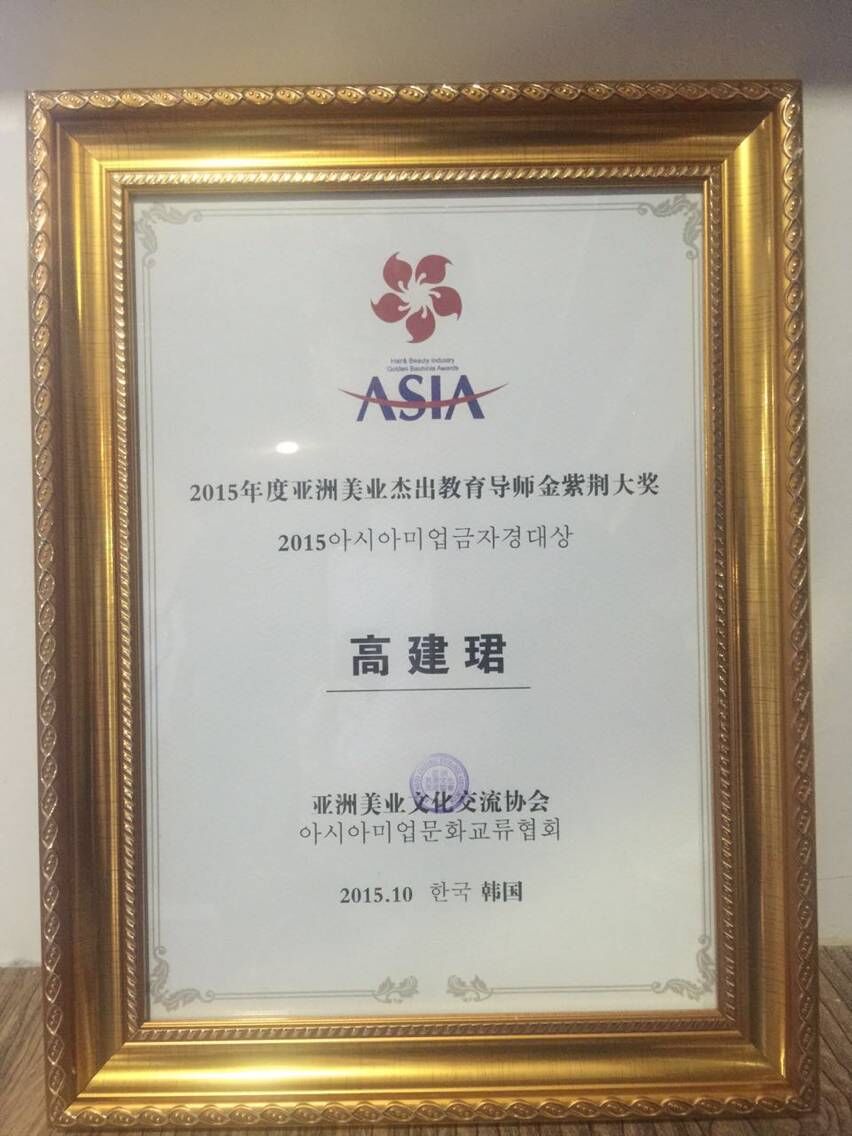 Hair& Beauty Industry
Golden Bauhinia Awards
ASIA
2015年度亚洲美业杰出教育导师金紫荆大奖
2015아시아미업금자경대상
高建珺
亚洲美业文化交流协会
아시아미업문화교류협회
2015.10 한국 韩国